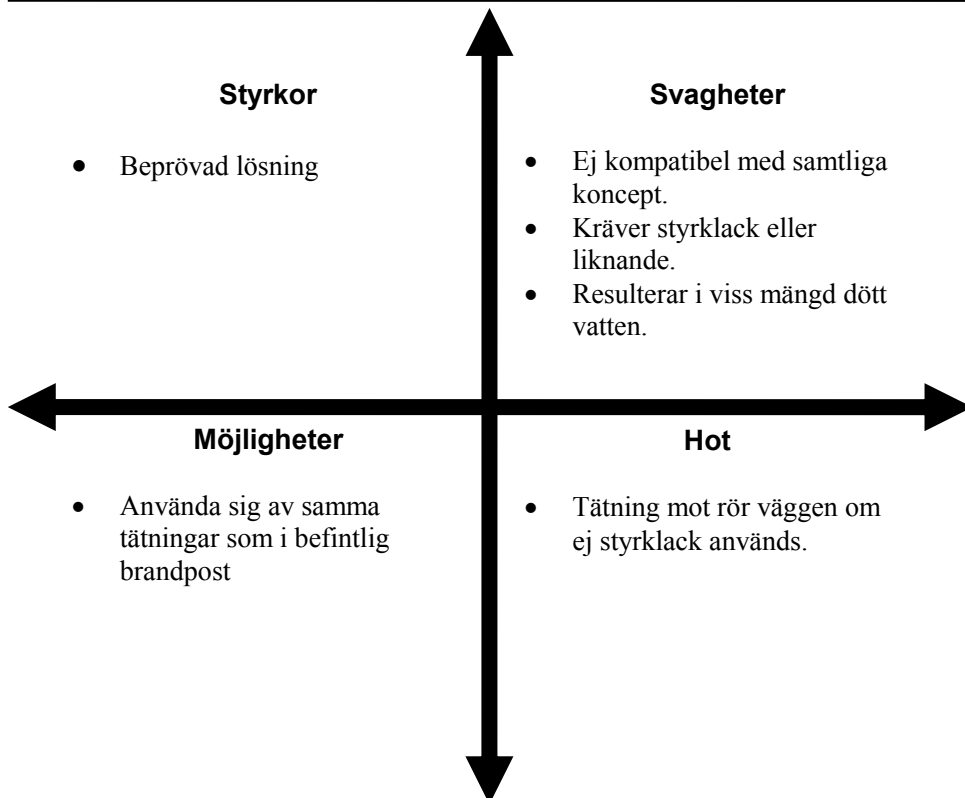 Styrkor
• Beprövad lösning
Svagheter
• Ej kompatibel med samtliga
koncept.
• Kräver styrklack eller
liknande.
• Resulterar i viss mängd dött
vatten.
Möjligheter
• Använda sig av samma
tätningar som i befintlig
brandpost
Hot
• Tätning mot rör väggen om
ej styrklack används.